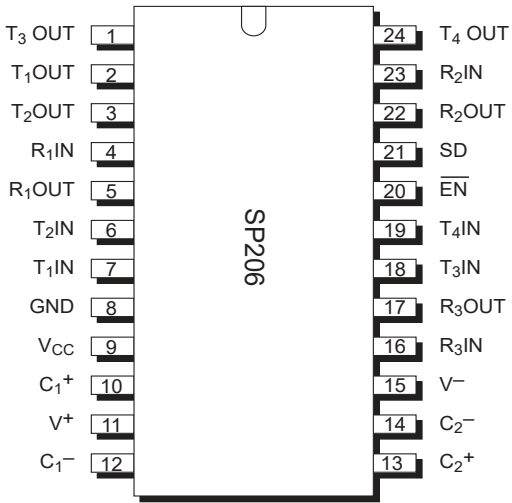 T₃ OUT 1 24 T₄ OUT
T₁OUT 2 23 R₂IN
T₂OUT 3 22 R₂OUT
R₁IN 4 21 SD
R₁OUT 5 20 E̅N̅
T₂IN 6 19 T₄IN
T₁IN 7 18 T₃IN
GND 8 17 R₃OUT
V_CC 9 16 R₃IN
C₁⁺ 10 15 V⁻
V⁺ 11 14 C₂⁻
C₁⁻ 12 13 C₂⁺
SP206